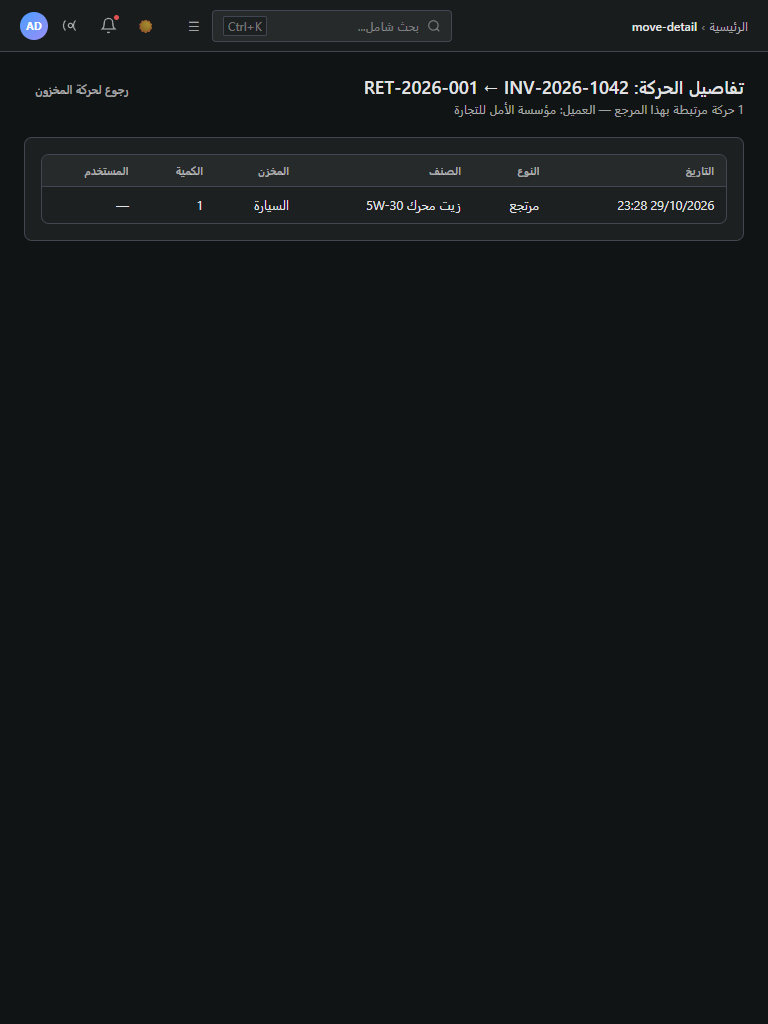 الرئيسية › move-detail
بحث شامل...
Ctrl+K
AD
تفاصيل الحركة: INV-2026-1042 ← RET-2026-001
1 حركة مرتبطة بهذا المرجع — العميل: مؤسسة الأمل للتجارة
رجوع لحركة المخزون
التاريخ النوع الصنف المخزن الكمية المستخدم
29/10/2026 23:28 مرتجع زيت محرك 5W-30 السيارة 1 —